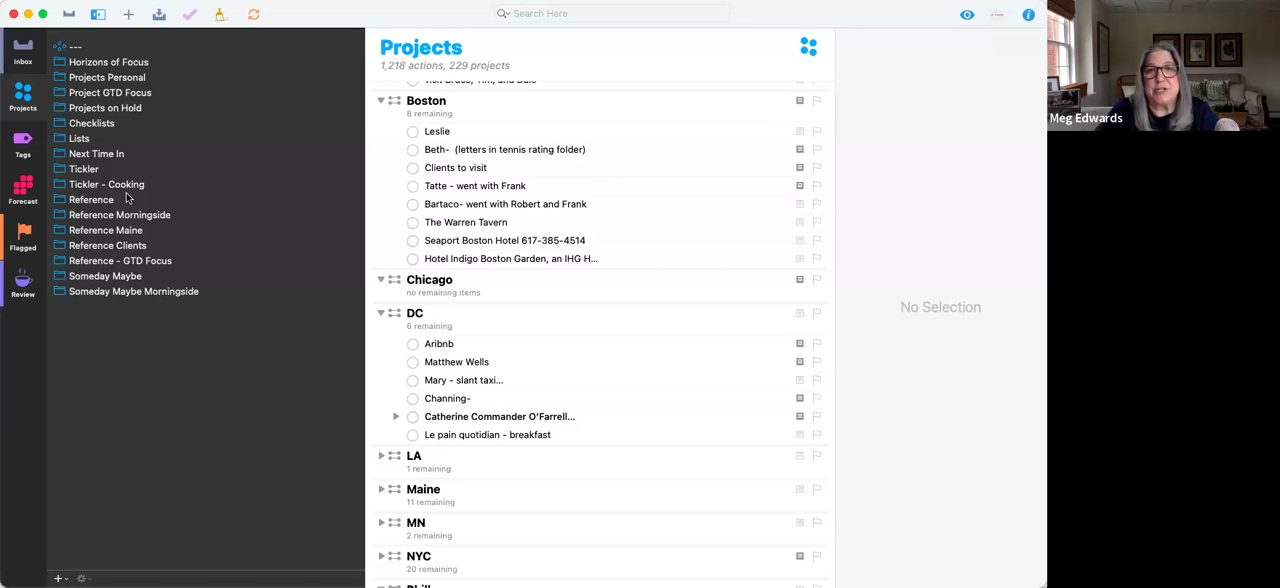 Search Here
Inbox
Projects
Tags
Forecast
Flagged
Review
---
Horizons of Focus
Projects Personal
Project GTD Focus
Projects on Hold
Checklists
Lists
Next Time In
Tickler
Tickler - Cooking
Reference
Reference Morningside
Reference Maine
Reference Clients
Reference - GTD Focus
Someday Maybe
Someday Maybe Morningside
Projects
1,218 actions, 229 projects
Visit Bruce, Tim, and Dale
Boston
8 remaining
Leslie
Beth- (letters in tennis rating folder)
Clients to visit
Tatte - went with Frank
Bartaco- went with Robert and Frank
The Warren Tavern
Seaport Boston Hotel 617-385-4514
Hotel Indigo Boston Garden, an IHG H...
Chicago
no remaining items
DC
6 remaining
Aribnb
Matthew Wells
Mary - slant taxi...
Channing-
Catherine Commander O'Farrell...
Le pain quotidian - breakfast
LA
1 remaining
Maine
11 remaining
MN
2 remaining
NYC
20 remaining
No Selection
Meg Edwards